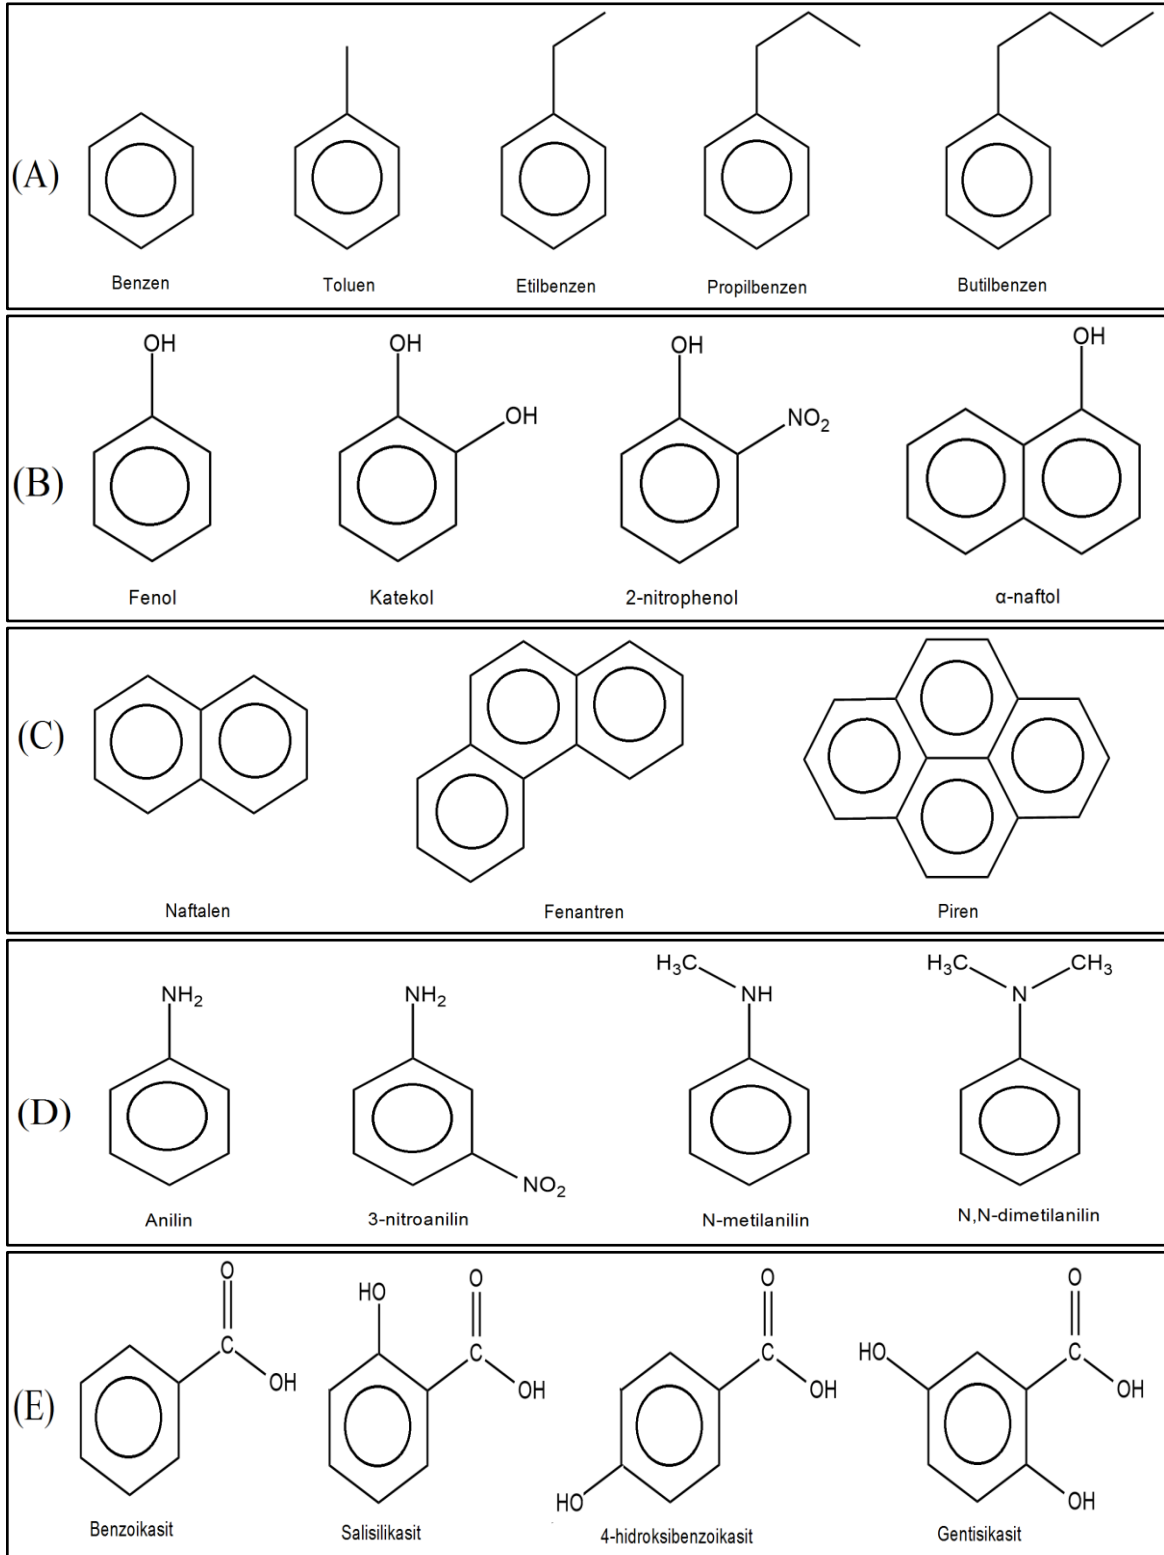 (A)
Benzen Toluen Etilbenzen Propilbenzen Butilbenzen
OH OH OH OH
OH NO₂
(B)
Fenol Katekol 2-nitrophenol α-naftol
(C)
Naftalen Fenantren Piren
H₃C H₃C CH₃
NH₂ NH₂ NH N
(D)
NO₂
Anilin 3-nitroanilin N-metilanilin N,N-dimetilanilin
O O O O
HO
C C C C HO
OH OH OH OH
(E)
HO OH
Benzoikasit Salisilikasit 4-hidroksibenzoikasit Gentisikasit